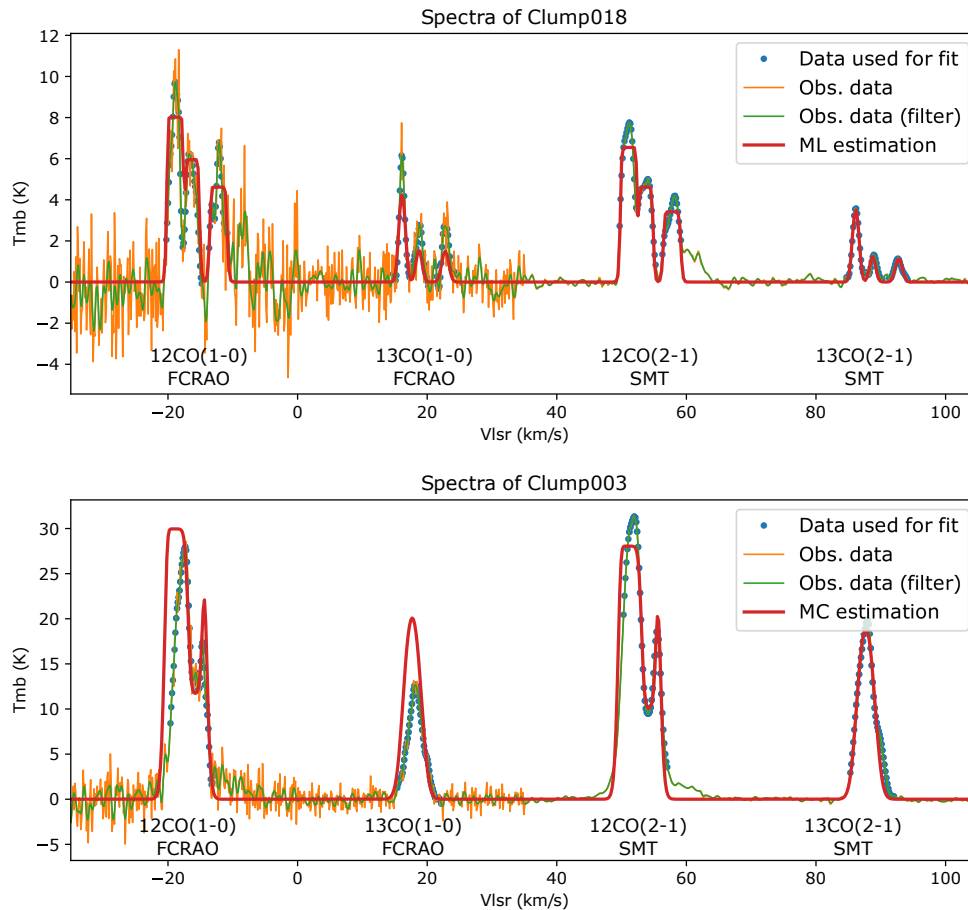 Spectra of Clump018
12
10
8
6
4
2
0
−2
−4
Tmb (K)
Data used for fit
Obs. data
Obs. data (filter)
ML estimation
12CO(1-0)
FCRAO
13CO(1-0)
FCRAO
12CO(2-1)
SMT
13CO(2-1)
SMT
−20
0
20
40
60
80
100
Vlsr (km/s)
Spectra of Clump003
30
25
20
15
10
5
0
−5
Tmb (K)
Data used for fit
Obs. data
Obs. data (filter)
MC estimation
12CO(1-0)
FCRAO
13CO(1-0)
FCRAO
12CO(2-1)
SMT
13CO(2-1)
SMT
−20
0
20
40
60
80
100
Vlsr (km/s)